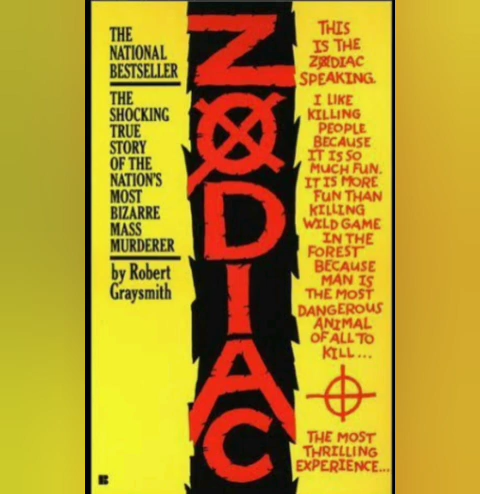 THE
NATIONAL
BESTSELLER
THE
SHOCKING
TRUE
STORY
OF THE
NATION'S
MOST
BIZARRE
MASS
MURDERER
by Robert
Graysmith
ZODIAC
THIS
IS THE
ZODIAC
SPEAKING.
I LIKE
KILLING
PEOPLE
BECAUSE
IT IS SO
MUCH FUN.
IT IS MORE
FUN THAN
KILLING
WILD GAME
IN THE
FOREST
BECAUSE
MAN IS
THE MOST
DANGEROUS
ANIMAL
OF ALL TO
KILL...
THE MOST
THRILLING
EXPERIENCE...